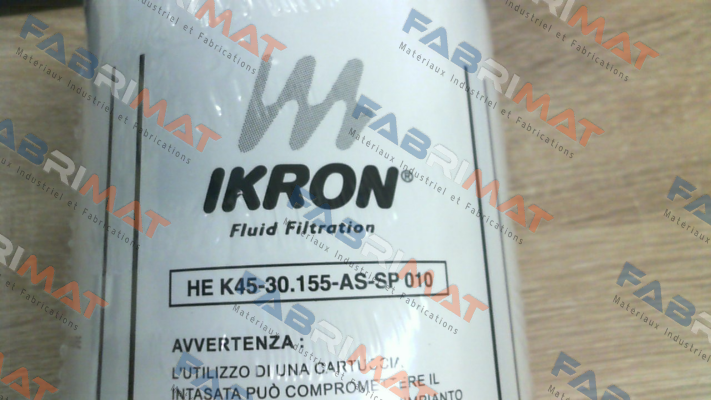 IKRON®
Fluid Filtration
HE K45-30.155-AS-SP 010
AVVERTENZA :
L'UTILIZZO DI UNA CARTUCCIA
INTASATA PUÒ COMPROMETTERE IL
IMPIANTO
FABRIMAT
Materiaux Industriel et Fabrications